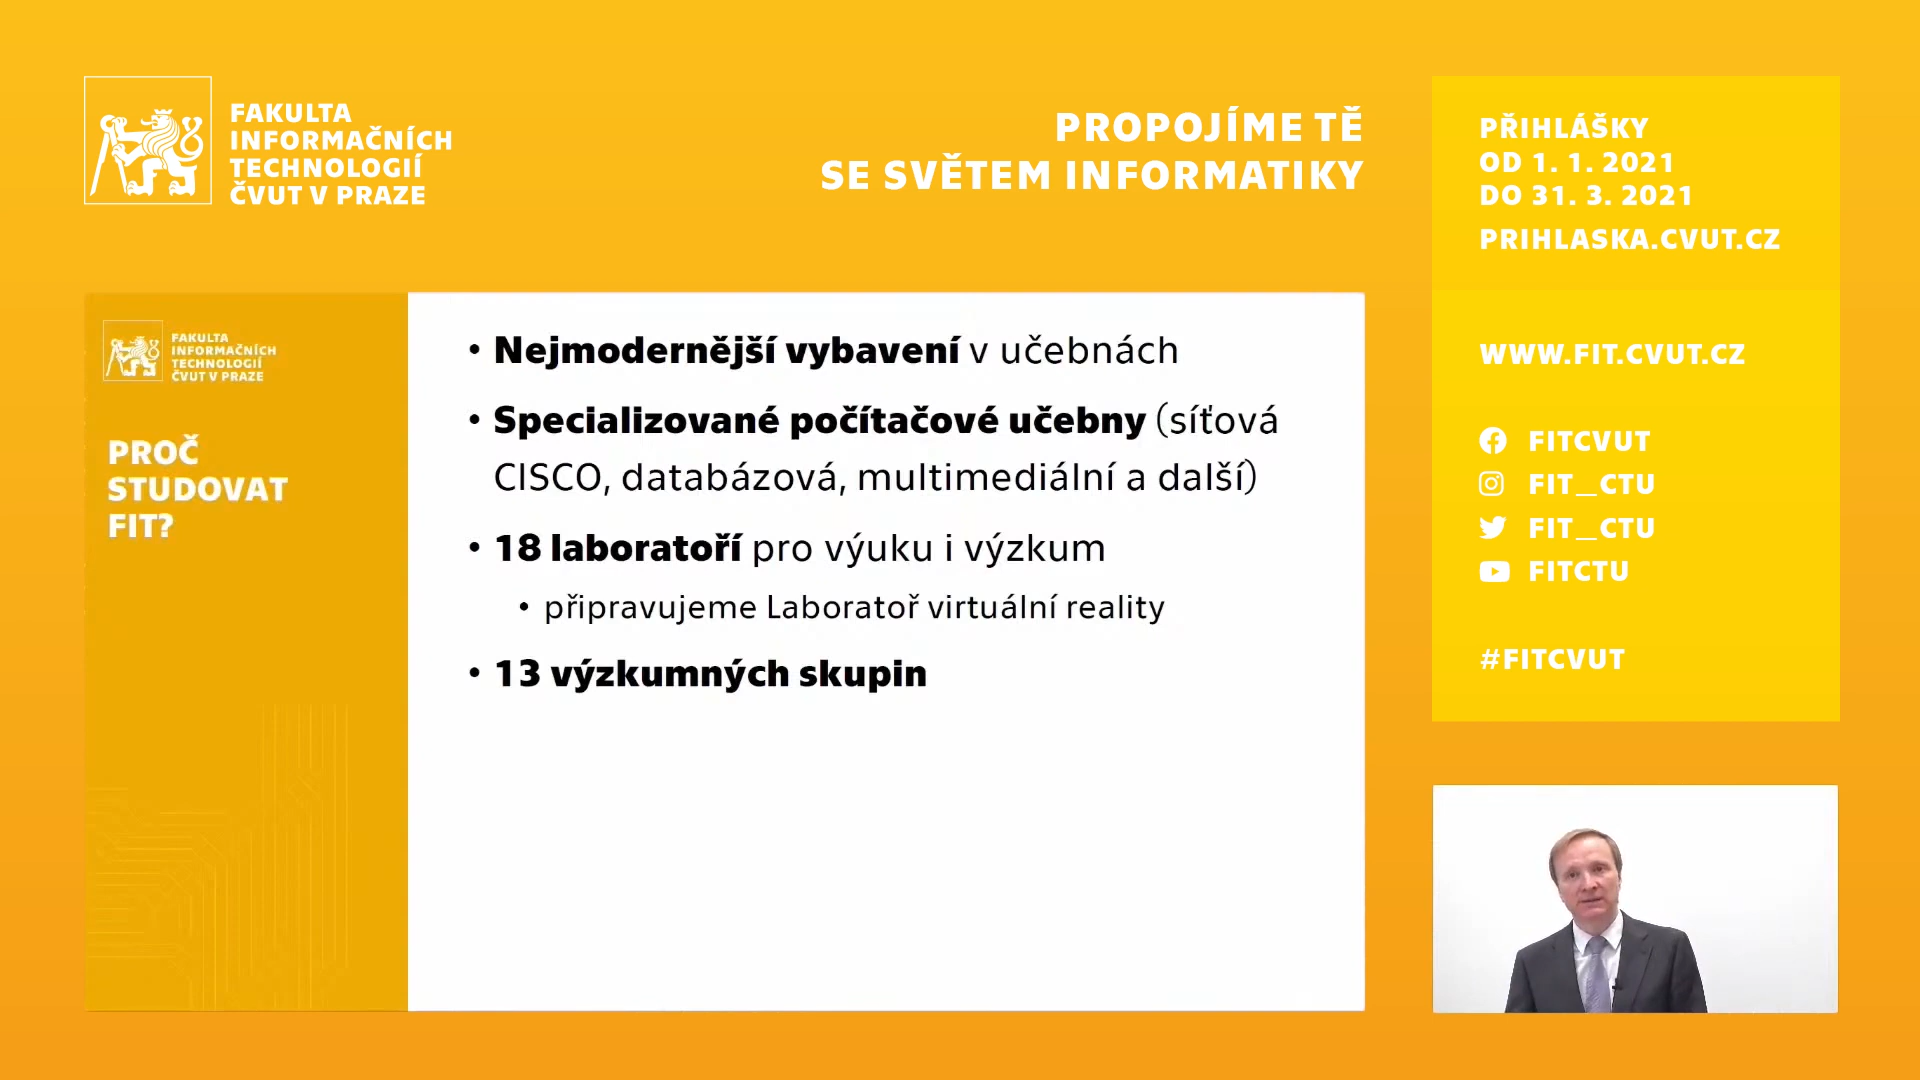 FAKULTA
INFORMAČNÍCH
TECHNOLOGIÍ
ČVUT V PRAZE
PROPOJÍME TĚ
SE SVĚTEM INFORMATIKY
PŘIHLÁŠKY
OD 1. 1. 2021
DO 31. 3. 2021
PRIHLASKA.CVUT.CZ
FAKULTA
INFORMAČNÍCH
TECHNOLOGIÍ
ČVUT V PRAZE
PROČ
STUDOVAT
FIT?
• Nejmodernější vybavení v učebnách
• Specializované počítačové učebny (síťová
CISCO, databázová, multimediální a další)
• 18 laboratoří pro výuku i výzkum
• připravujeme Laboratoř virtuální reality
• 13 výzkumných skupin
WWW.FIT.CVUT.CZ
FITCVUT
FIT_CTU
FIT_CTU
FITCTU
#FITCVUT